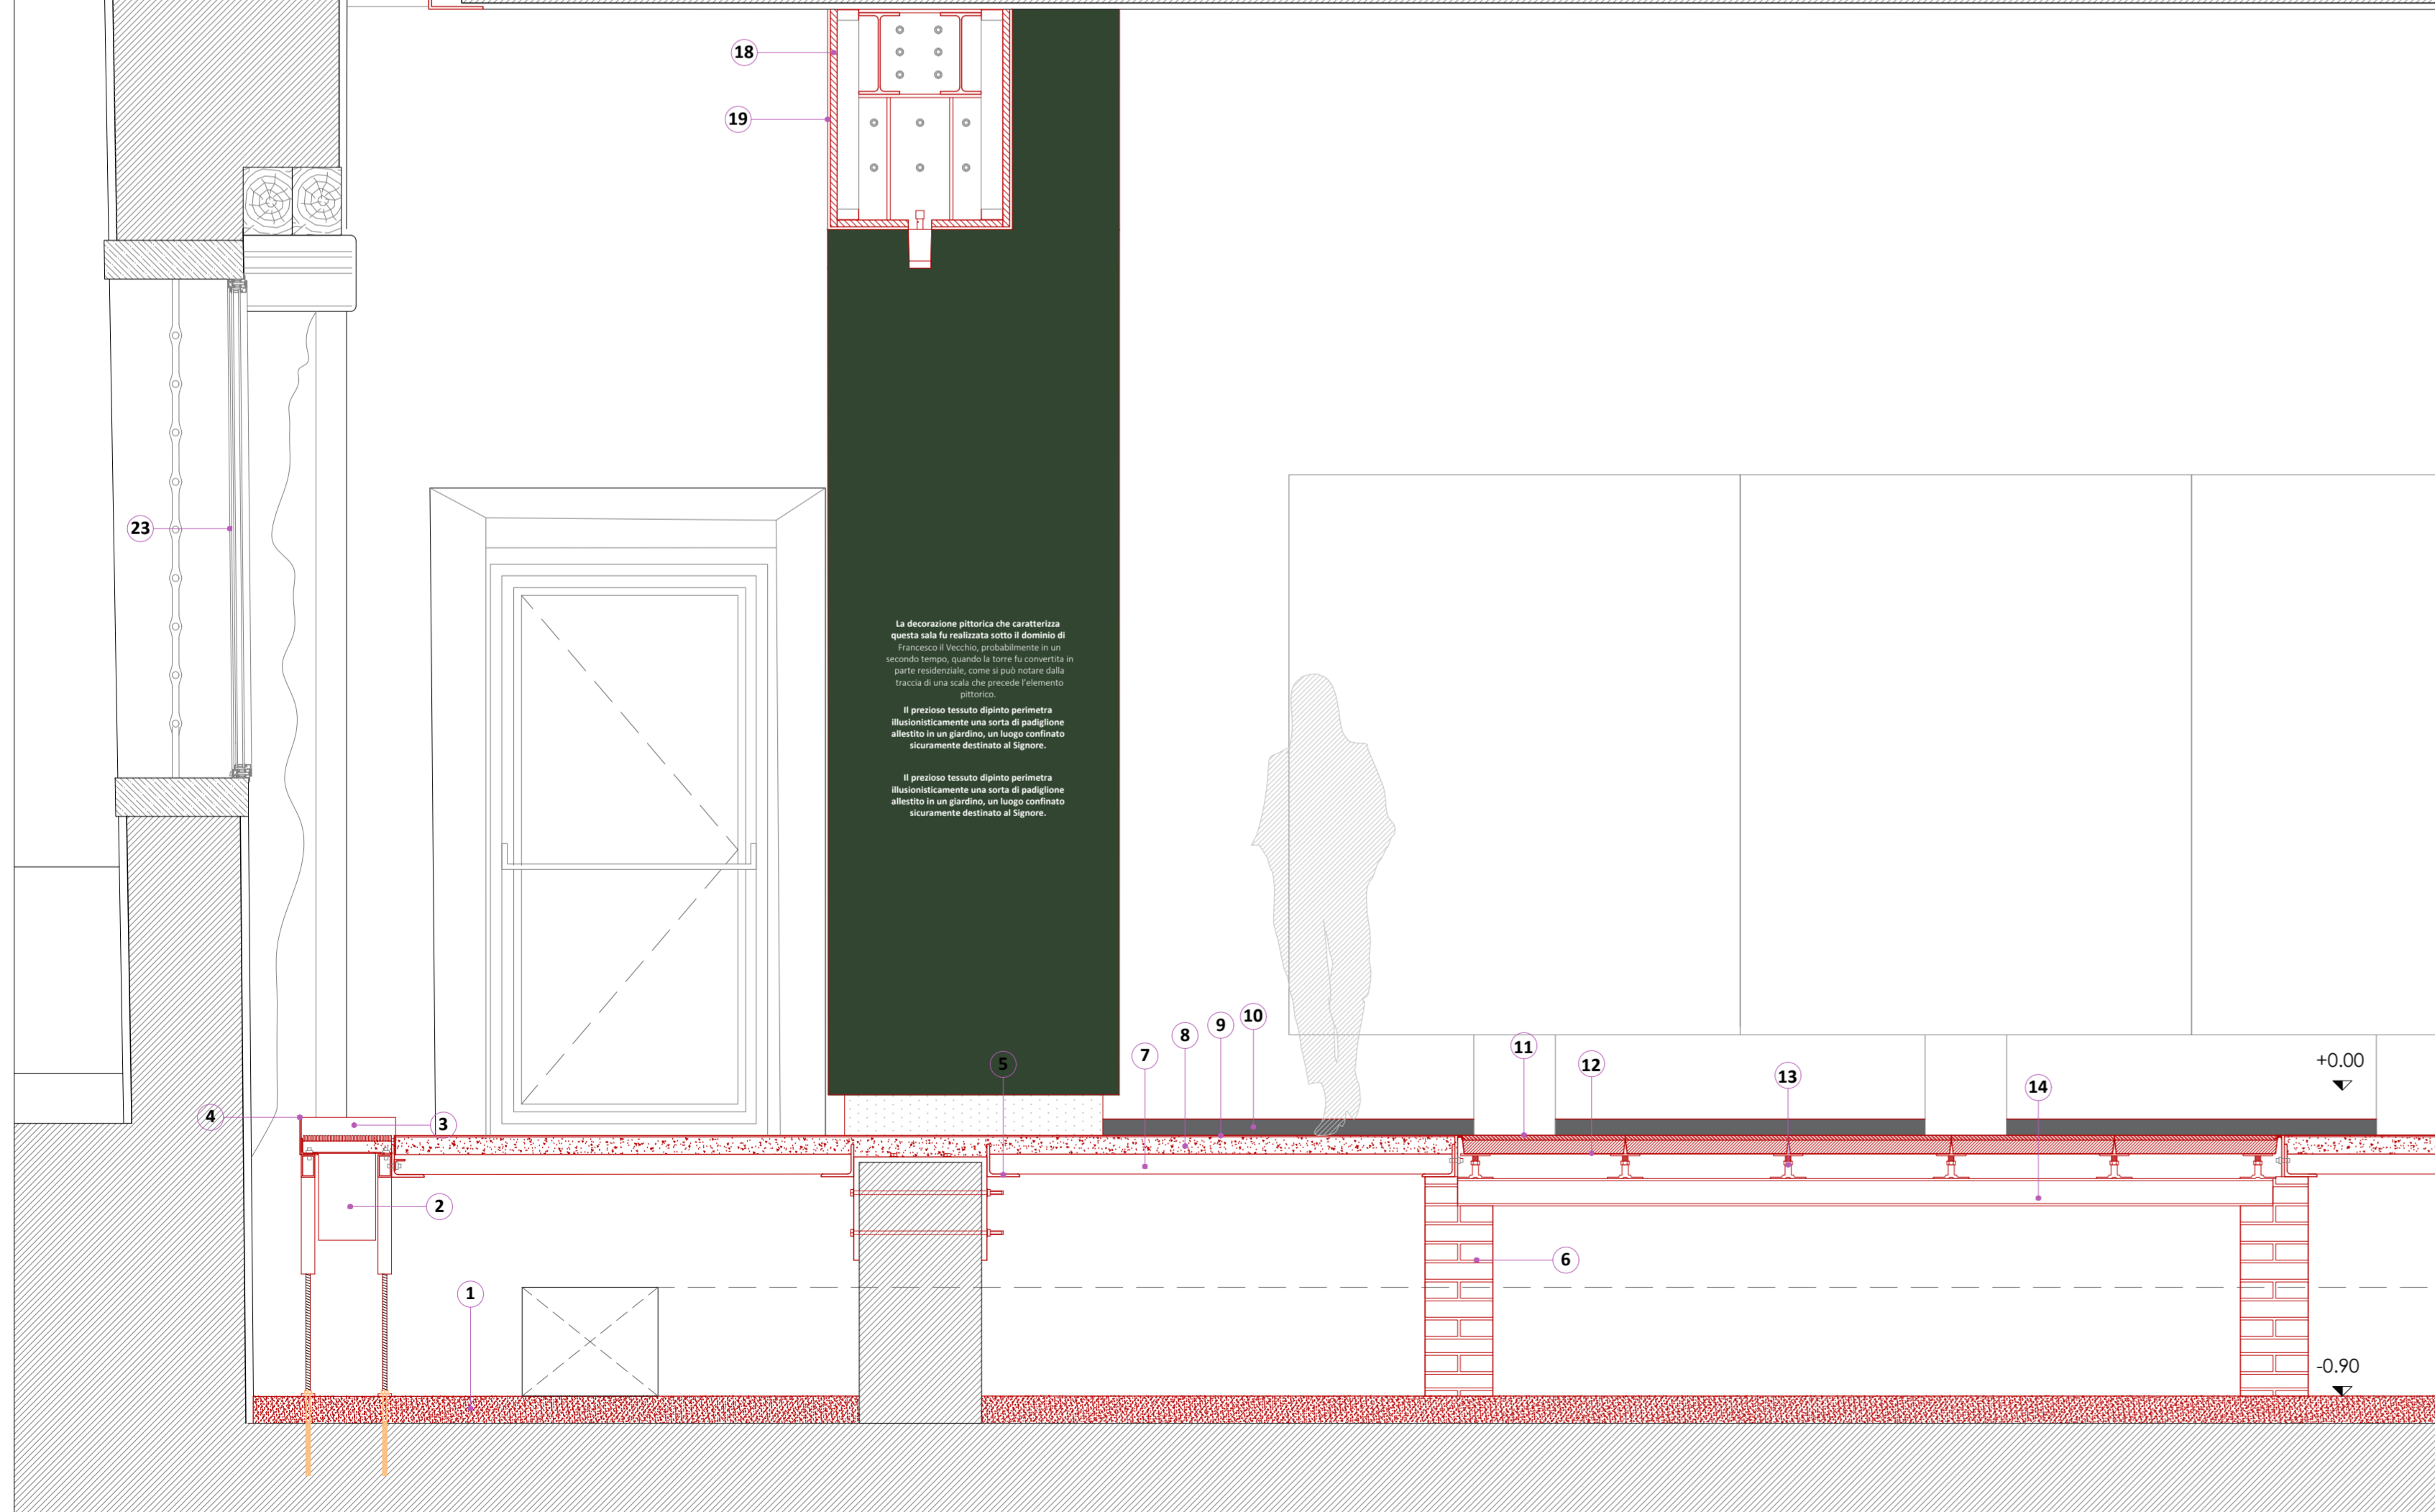 18
19
23
La decorazione pittorica che caratterizza
questa sala fu realizzata sotto il dominio di
Francesco il Vecchio, probabilmente in un
secondo tempo, quando la torre fu convertita in
parte residenziale, come si può notare dalla
traccia di una scala che precede l'elemento
pittorico.
Il prezioso tessuto dipinto perimetra
illusionisticamente una sorta di padiglione
allestito in un giardino, un luogo confinato
sicuramente destinato al Signore.
Il prezioso tessuto dipinto perimetra
illusionisticamente una sorta di padiglione
allestito in un giardino, un luogo confinato
sicuramente destinato al Signore.
10
9
8
11
7
5
12
13
14
+0.00
4
3
2
6
1
-0.90